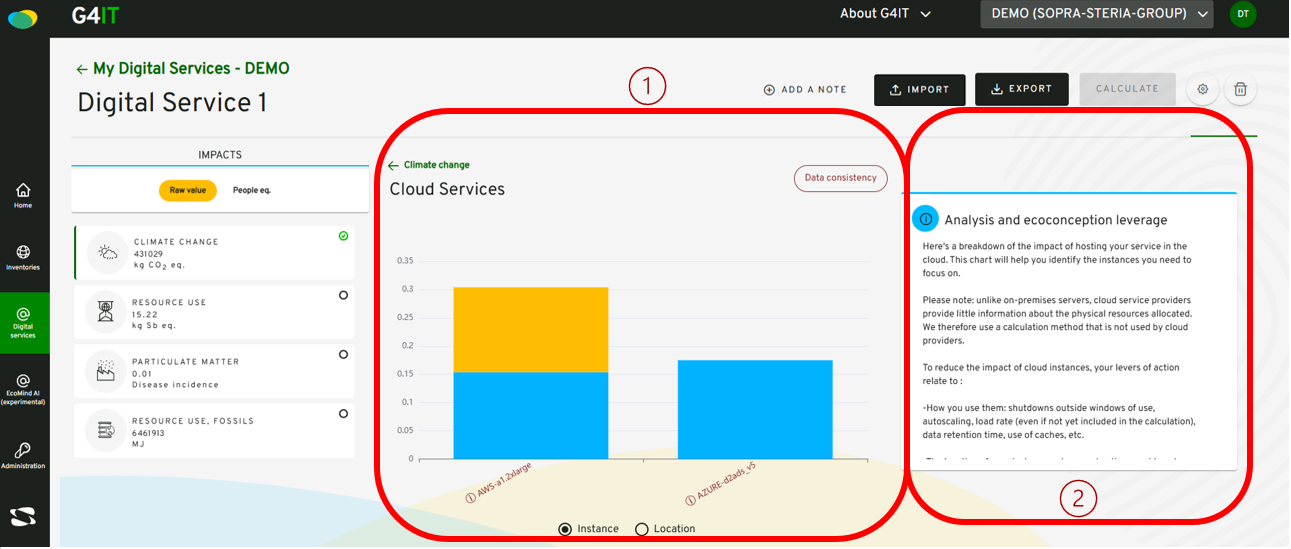 G4IT
About G4IT
DEMO (SOPRA-STERIA-GROUP)
DT
Home
Inventories
Digital
services
EcoMind AI
(experimental)
Administration
← My Digital Services - DEMO
Digital Service 1
1
ADD A NOTE
IMPORT
EXPORT
CALCULATE
IMPACTS
Raw value
People eq.
CLIMATE CHANGE
431029
kg CO2 eq.
RESOURCE USE
15.22
kg Sb eq.
PARTICULATE MATTER
0.01
Disease incidence
RESOURCE USE, FOSSILS
6461913
MJ
← Climate change
Cloud Services
Data consistency
0.35
0.3
0.25
0.2
0.15
0.1
0.05
0
AWS-a1.2xlarge
AZURE-d2ads_v5
Instance
Location
Analysis and ecoconception leverage
Here's a breakdown of the impact of hosting your service in the
cloud. This chart will help you identify the instances you need to
focus on.
Please note: unlike on-premises servers, cloud service providers
provide little information about the physical resources allocated.
We therefore use a calculation method that is not used by cloud
providers.
To reduce the impact of cloud instances, your levers of action
relate to :
-How you use them: shutdowns outside windows of use,
autoscaling, load rate (even if not yet included in the calculation),
data retention time, use of caches, etc.
2